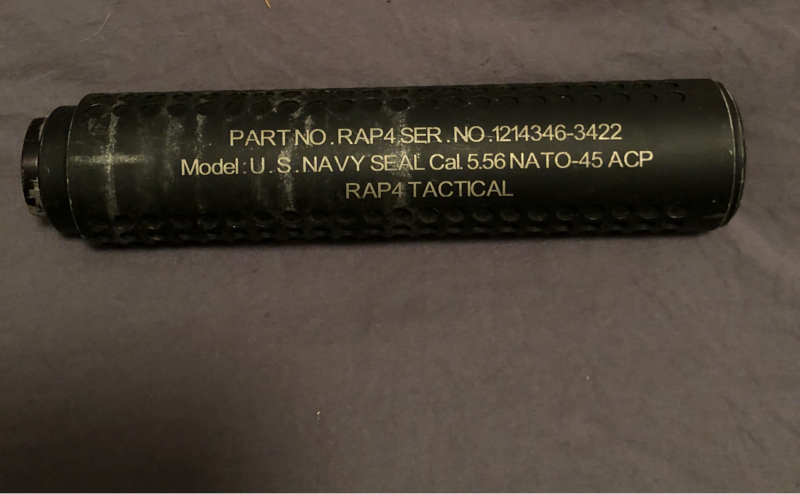 PART NO. RAP4 SER. NO.1214346-3422
Model: U.S. NAVY SEAL Cal. 5.56 NATO-45 ACP
RAP4 TACTICAL